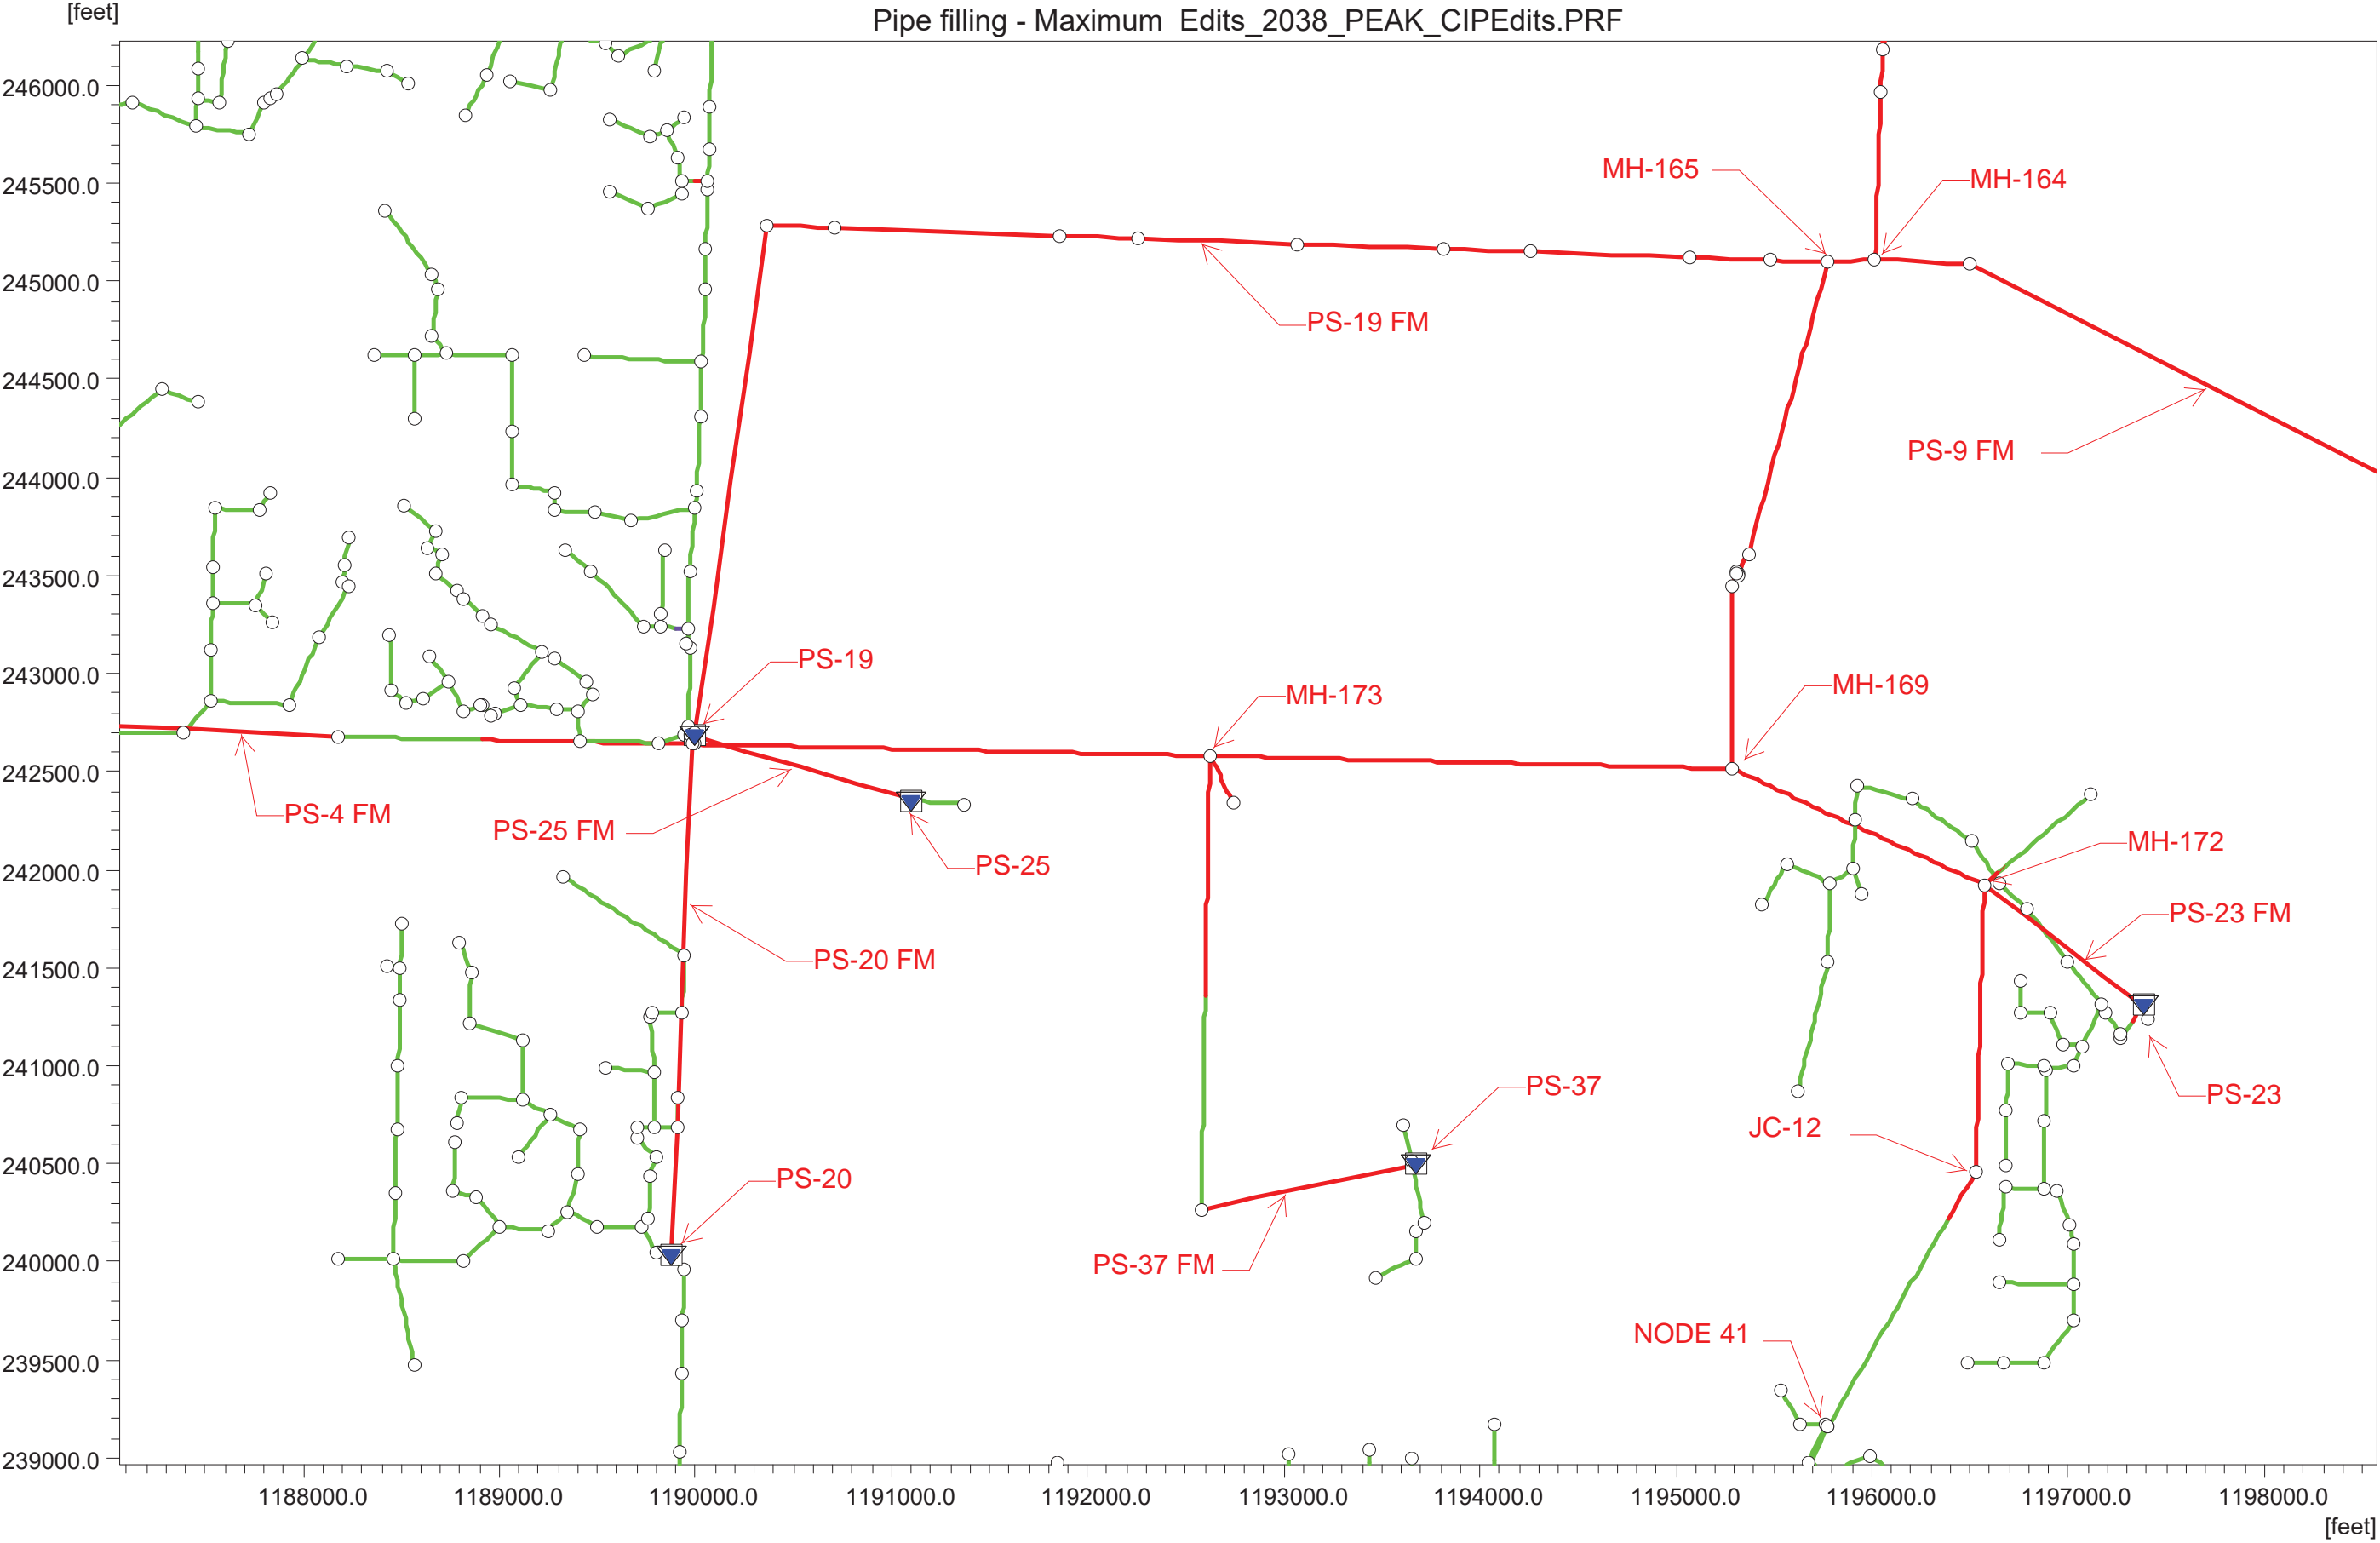 [feet]
Pipe filling - Maximum  Edits_2038_PEAK_CIPEdits.PRF
246000.0
245500.0
245000.0
244500.0
244000.0
243500.0
243000.0
242500.0
242000.0
241500.0
241000.0
240500.0
240000.0
239500.0
239000.0
MH-165
MH-164
PS-19 FM
PS-9 FM
PS-19
MH-173
MH-169
PS-4 FM
PS-25 FM
PS-25
MH-172
PS-23 FM
PS-20 FM
PS-37
PS-23
JC-12
PS-20
PS-37 FM
NODE 41
1188000.0
1189000.0
1190000.0
1191000.0
1192000.0
1193000.0
1194000.0
1195000.0
1196000.0
1197000.0
1198000.0
[feet]